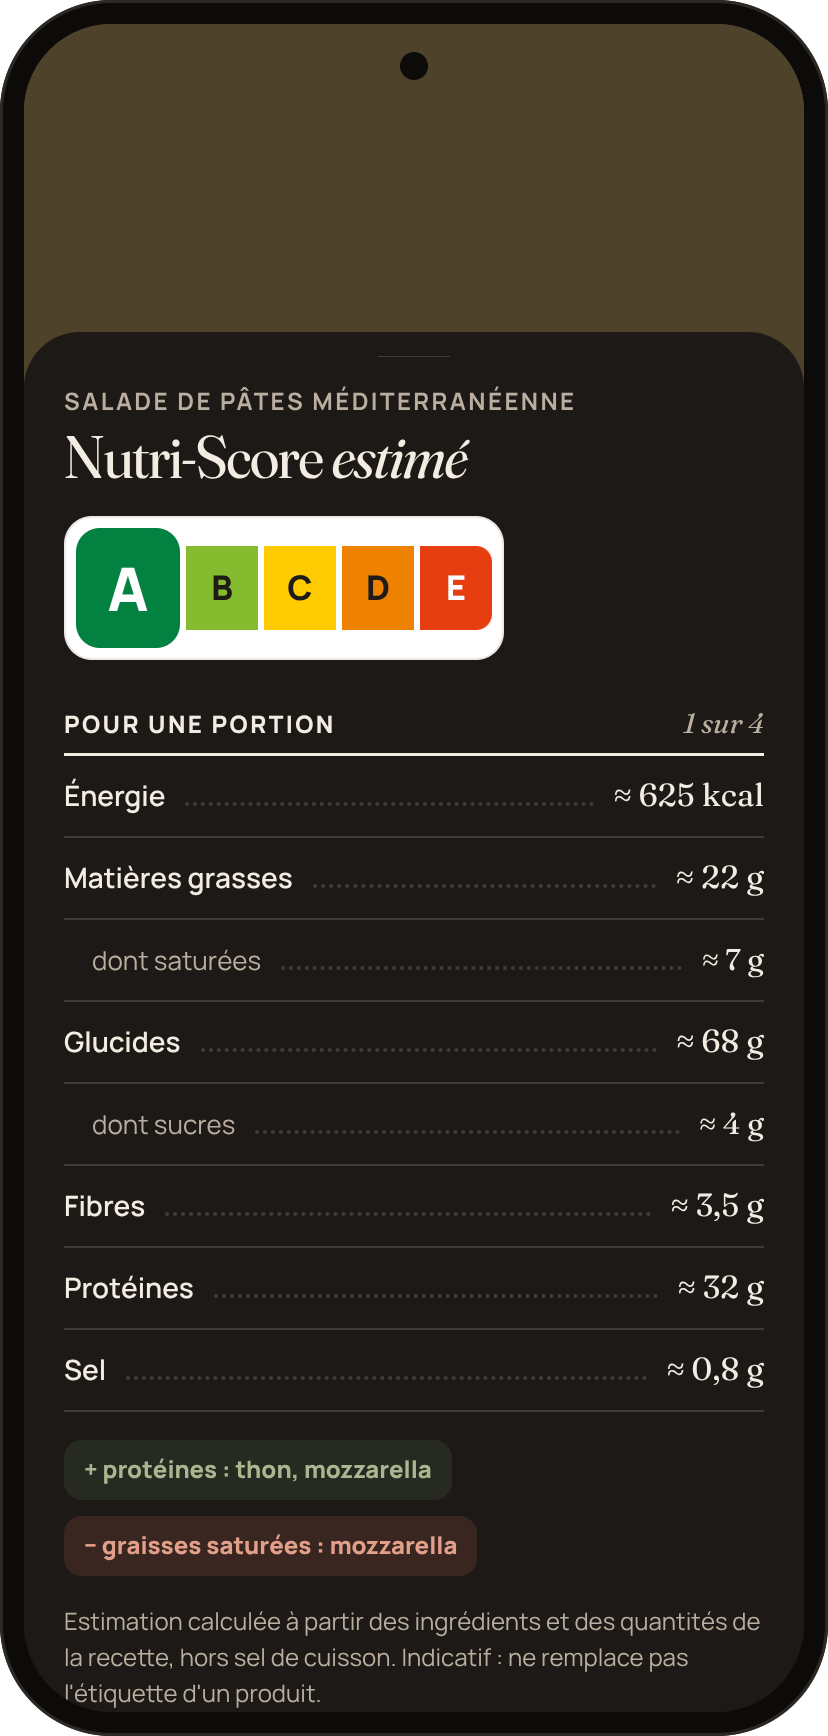 SALADE DE PÂTES MÉDITERRANÉENNE
Nutri-Score estimé
A B C D E
POUR UNE PORTION 1 sur 4
Énergie ≈ 625 kcal
Matières grasses ≈ 22 g
dont saturées ≈ 7 g
Glucides ≈ 68 g
dont sucres ≈ 4 g
Fibres ≈ 3,5 g
Protéines ≈ 32 g
Sel ≈ 0,8 g
+ protéines : thon, mozzarella
− graisses saturées : mozzarella
Estimation calculée à partir des ingrédients et des quantités de
la recette, hors sel de cuisson. Indicatif : ne remplace pas
l'étiquette d'un produit.